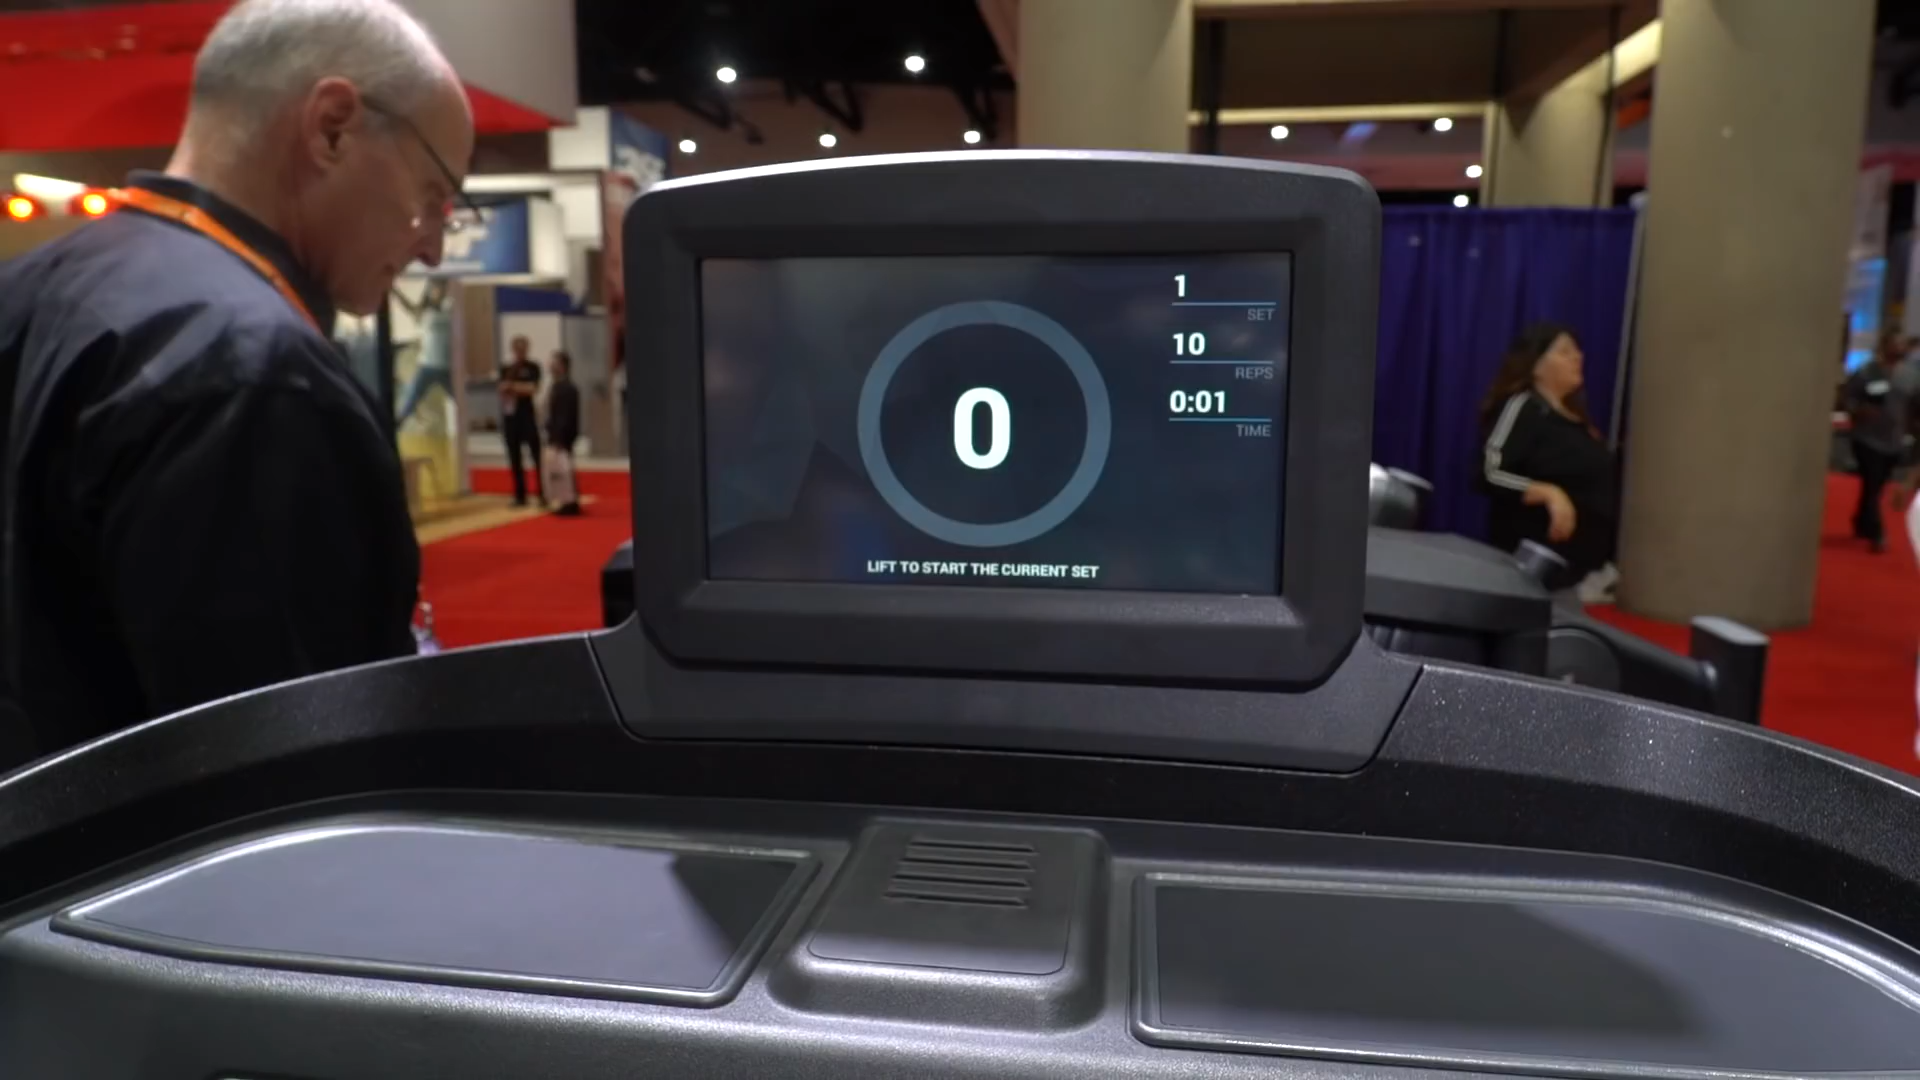 1
SET
10
REPS
0:01
TIME
0
LIFT TO START THE CURRENT SET